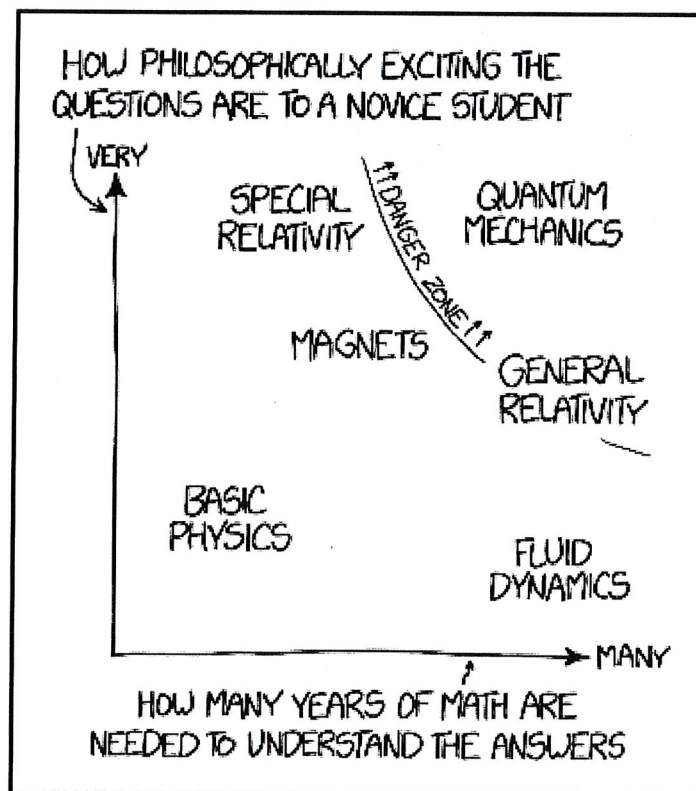 HOW PHILOSOPHICALLY EXCITING THE
QUESTIONS ARE TO A NOVICE STUDENT
VERY
SPECIAL
RELATIVITY
DANGER ZONE
QUANTUM
MECHANICS
MAGNETS
GENERAL
RELATIVITY
BASIC
PHYSICS
FLUID
DYNAMICS
MANY
HOW MANY YEARS OF MATH ARE
NEEDED TO UNDERSTAND THE ANSWERS